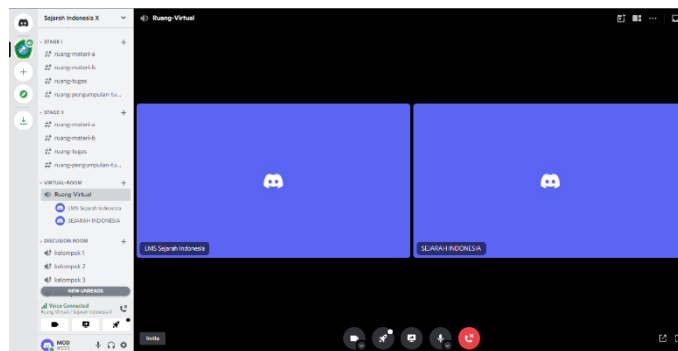 Sejarah Indonesia X
Ruang-Virtual
STAGE I
ruang-materi-a
ruang-materi-b
ruang-tugas
ruang-pengumpulan-tu...
STAGE II
ruang-materi-a
ruang-materi-b
ruang-tugas
ruang-pengumpulan-tu...
VIRTUAL-ROOM
Ruang-Virtual
LMS Sejarah Indonesia
SEJARAH INDONESIA
DISCUSION ROOM
kelompok 1
kelompok 2
kelompok 3
NEW UNREADS
Voice Connected
Ruang-Virtual / Sejarah Indonesia X
MOD
LMS Sejarah Indonesia
SEJARAH INDONESIA
Invite